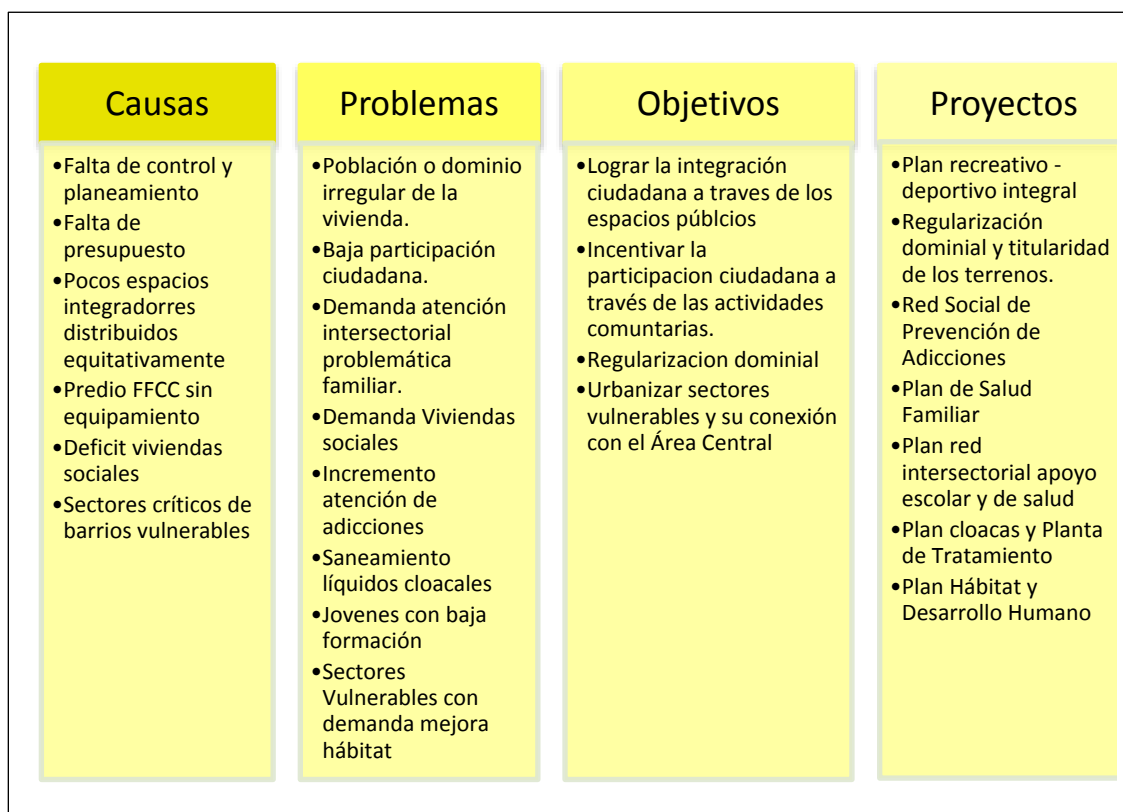 Causas
•Falta de control y
planeamiento
•Falta de
presupuesto
•Pocos espacios
integradorres
distribuidos
equitativamente
•Predio FFCC sin
equipamiento
•Deficit viviendas
sociales
•Sectores críticos de
barrios vulnerables
Problemas
•Población o dominio
irregular de la
vivienda.
•Baja participación
ciudadana.
•Demanda atención
intersectorial
problemática
familiar.
•Demanda Viviendas
sociales
•Incremento
atención de
adicciones
•Saneamiento
líquidos cloacales
•Jovenes con baja
formación
•Sectores
Vulnerables con
demanda mejora
hábitat
Objetivos
•Lograr la integración
ciudadana a traves de los
espacios públcios
•Incentivar la
participacion ciudadana a
través de las actividades
comuntarias.
•Regularizacion dominial
•Urbanizar sectores
vulnerables y su conexión
con el Área Central
Proyectos
•Plan recreativo -
deportivo integral
•Regularización
dominial y titularidad
de los terrenos.
•Red Social de
Prevención de
Adicciones
•Plan de Salud
Familiar
•Plan red
intersectorial apoyo
escolar y de salud
•Plan cloacas y Planta
de Tratamiento
•Plan Hábitat y
Desarrollo Humano